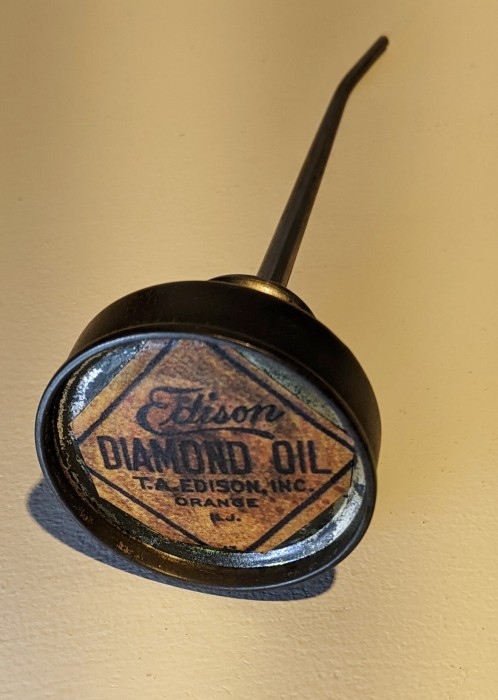 Edison
DIAMOND OIL
T.A. EDISON, INC.
ORANGE
N.J.